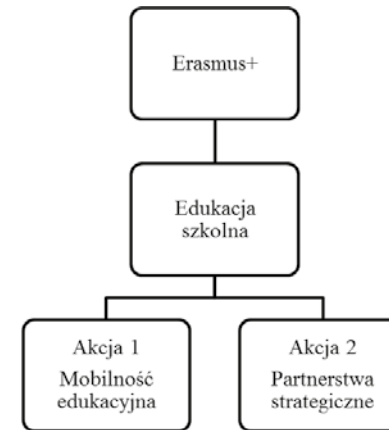 Erasmus+
Edukacja
szkolna
Akcja 1
Mobilność
edukacyjna
Akcja 2
Partnerstwa
strategiczne